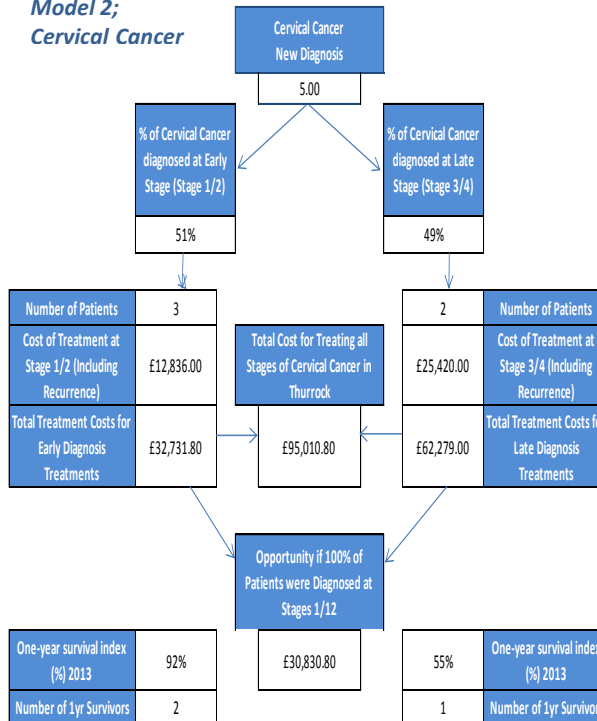 Model 2;
Cervical Cancer
Cervical Cancer
New Diagnosis
5.00
% of Cervical Cancer
diagnosed at Early
Stage (Stage 1/2)
51%
% of Cervical Cancer
diagnosed at Late
Stage (Stage 3/4)
49%
Number of Patients
3
Cost of Treatment at
Stage 1/2 (Including
Recurrence)
£12,836.00
Total Treatment Costs for
Early Diagnosis
Treatments
£32,731.80
Total Cost for Treating all
Stages of Cervical Cancer in
Thurrock
£95,010.80
2
Number of Patients
£25,420.00
Cost of Treatment at
Stage 3/4 (Including
Recurrence)
£62,279.00
Total Treatment Costs f
Late Diagnosis
Treatments
Opportunity if 100% of
Patients were Diagnosed at
Stages 1/12
£30,830.80
One-year survival index
(%) 2013
92%
Number of 1yr Survivors
2
55%
One-year survival index
(%) 2013
1
Number of 1yr Survivor